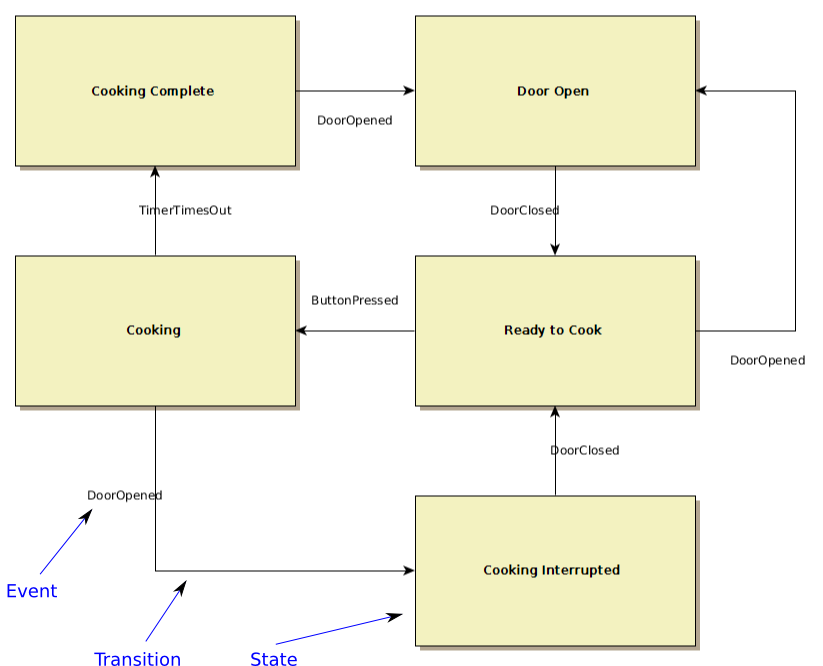 Cooking Complete
Door Open
DoorOpened
TimerTimesOut
DoorClosed
ButtonPressed
Cooking
Ready to Cook
DoorOpened
DoorClosed
DoorOpened
Cooking Interrupted
Event
Transition
State